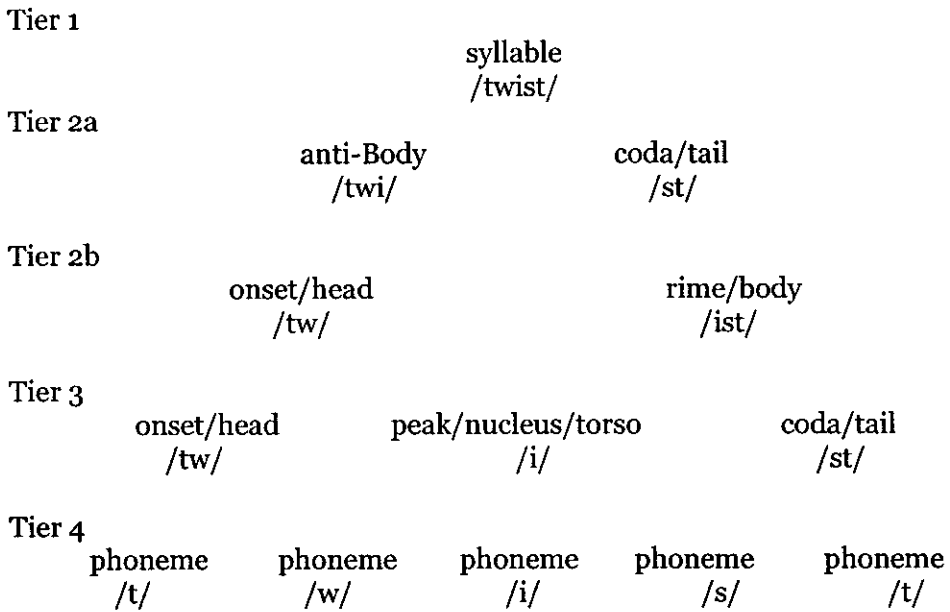 Tier 1
syllable
/twist/
Tier 2a
anti-Body coda/tail
/twi/ /st/
Tier 2b
onset/head rime/body
/tw/ /ist/
Tier 3
onset/head peak/nucleus/torso coda/tail
/tw/ /i/ /st/
Tier 4
phoneme phoneme phoneme phoneme phoneme
/t/ /w/ /i/ /s/ /t/